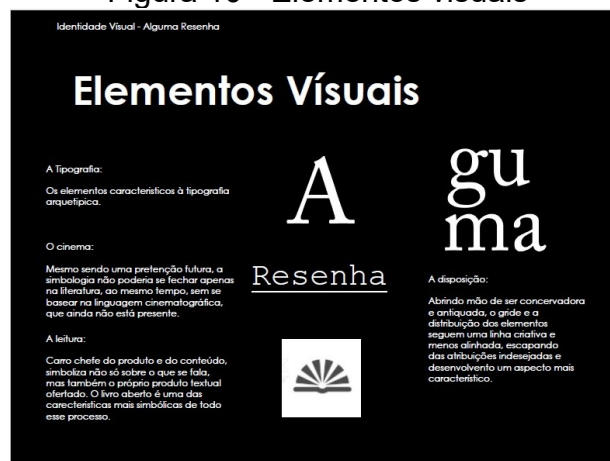 Figura 10 - Elementos visuais
Identidade Vísual - Alguma Resenha
Elementos Vísuais
A Tipografia:
Os elementos caracteristicos à tipografia
arquetipica.
O cinema:
Mesmo sendo uma pretenção futura, a
simbologia não poderia se fechar apenas
na literatura, ao mesmo tempo, sem se
basear na linguagem cinematográfica,
que ainda não está presente.
A leitura:
Carro chefe do produto e do conteúdo,
simboliza não só sobre o que se fala,
mas também o próprio produto textual
ofertado. O livro aberto é uma das
carecteristicas mais simbólicas de todo
esse processo.
A
Resenha
gu
ma
A disposição:
Abrindo mão de ser concervadora
e antiquada, o gride e a
distribuição dos elementos
seguem uma linha criativa e
menos alinhada, escapando
das atribuições indesejadas e
desenvolvento um aspecto mais
característico.